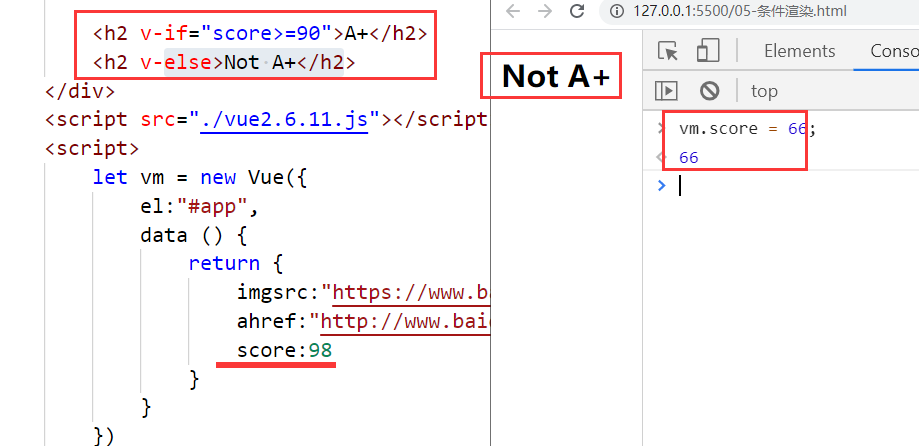 <h2 v-if="score>=90">A+</h2>
<h2 v-else>Not A+</h2>
</div>
<script src="./vue2.6.11.js"></script
<script>
let vm = new Vue({
el:"#app",
data () {
return {
imgsrc:"https://www.ba
ahref:"http://www.baid
score:98
}
}
})
127.0.0.1:5500/05-条件渲染.html
Not A+
Elements Conso
top
> vm.score = 66;
< 66
>